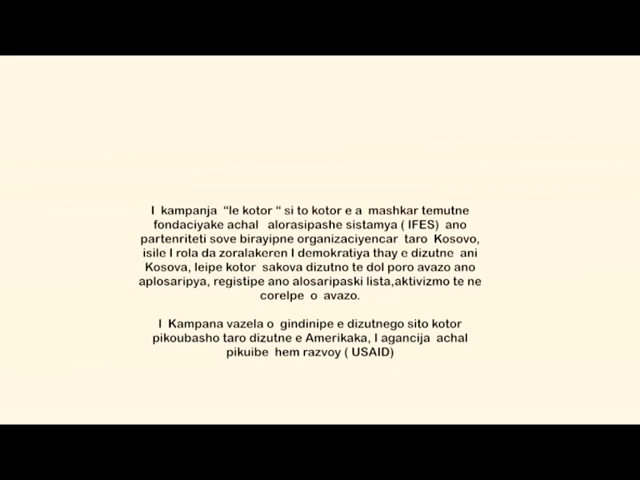 I kampanja “le kotor “ si to kotor e a mashkar temutne
fondaciyake achal alorasipashe sistamya ( IFES) ano
partenriteti sove birayipne organizaciyencar taro Kosovo,
isile I rola da zoralakeren I demokratiya thay e dizutne ani
Kosova, leipe kotor sakova dizutno te dol poro avazo ano
aplosaripya, registipe ano alosaripaski lista,aktivizmo te ne
corelpe o avazo.
I Kampana vazela o gindinipe e dizutnego sito kotor
pikoubasho taro dizutne e Amerikaka, I agancija achal
pikuibe hem razvoy ( USAID)